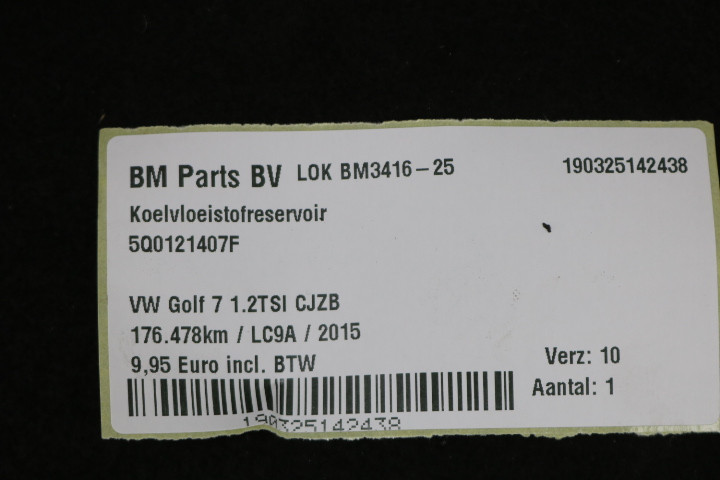 BM Parts BV LOK BM3416-25 190325142438
Koelvloeistofreservoir
5Q0121407F
VW Golf 7 1.2TSI CJZB
176.478km / LC9A / 2015
9,95 Euro incl. BTW
Verz: 10
Aantal: 1
190325142438